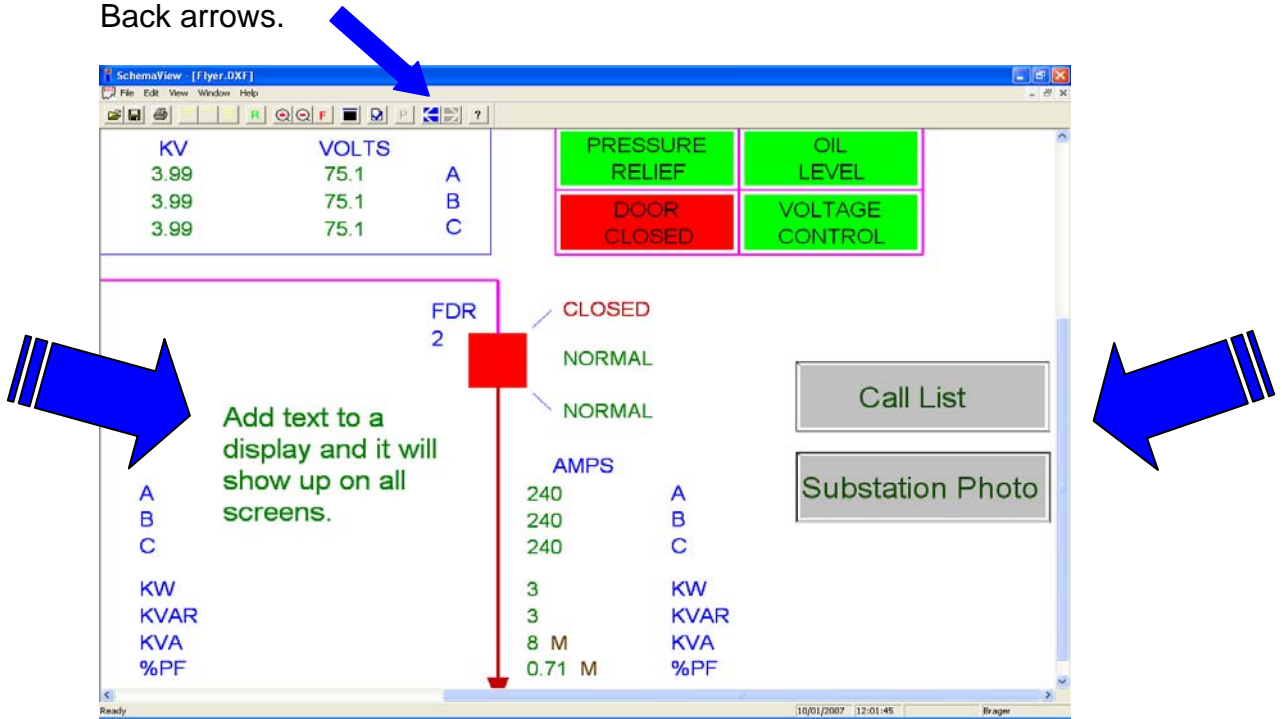 Back arrows.
SchemaView - [Flyer.DXF]
File Edit View Window Help
R F P ?
KV VOLTS
3.99 75.1 A
3.99 75.1 B
3.99 75.1 C
PRESSURE
RELIEF
OIL
LEVEL
DOOR
CLOSED
VOLTAGE
CONTROL
FDR
2
CLOSED
NORMAL
NORMAL
Call List
Substation Photo
Add text to a
display and it will
show up on all
screens.
A
B
C
KW
KVAR
KVA
%PF
AMPS
240 A
240 B
240 C
3 KW
3 KVAR
8 M KVA
0.71 M %PF
Ready 10/01/2007 12:01:45 Brager